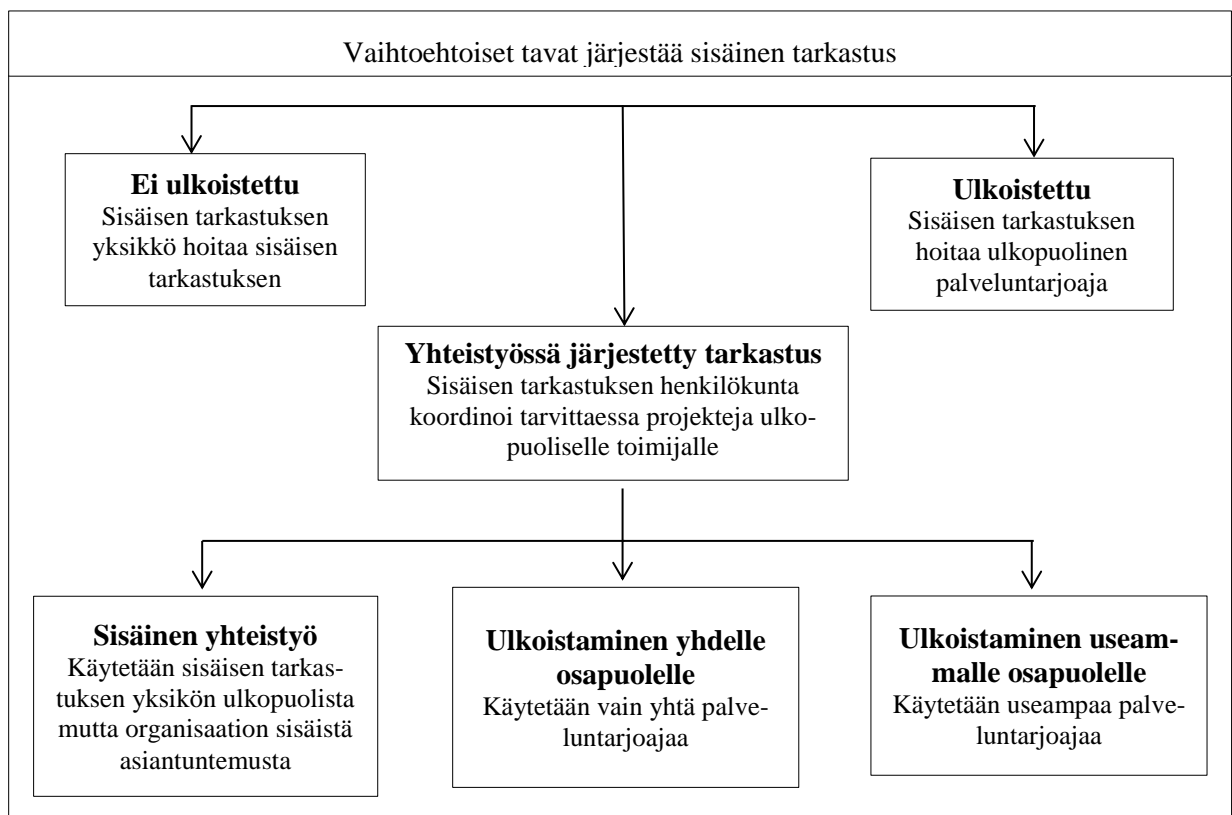 Vaihtoehtoiset tavat järjestää sisäinen tarkastus
Ei ulkoistettu
Sisäisen tarkastuksen
yksikkö hoitaa sisäisen
tarkastuksen
Ulkoistettu
Sisäisen tarkastuksen
hoitaa ulkopuolinen
palveluntarjoaja
Yhteistyössä järjestetty tarkastus
Sisäisen tarkastuksen henkilökunta
koordinoi tarvittaessa projekteja ulko-
puoliselle toimijalle
Sisäinen yhteistyö
Käytetään sisäisen tarkas-
tuksen yksikön ulkopuolista
mutta organisaation sisäistä
asiantuntemusta
Ulkoistaminen yhdelle
osapuolelle
Käytetään vain yhtä palve-
luntarjoajaa
Ulkoistaminen useam-
malle osapuolelle
Käytetään useampaa palve-
luntarjoajaa